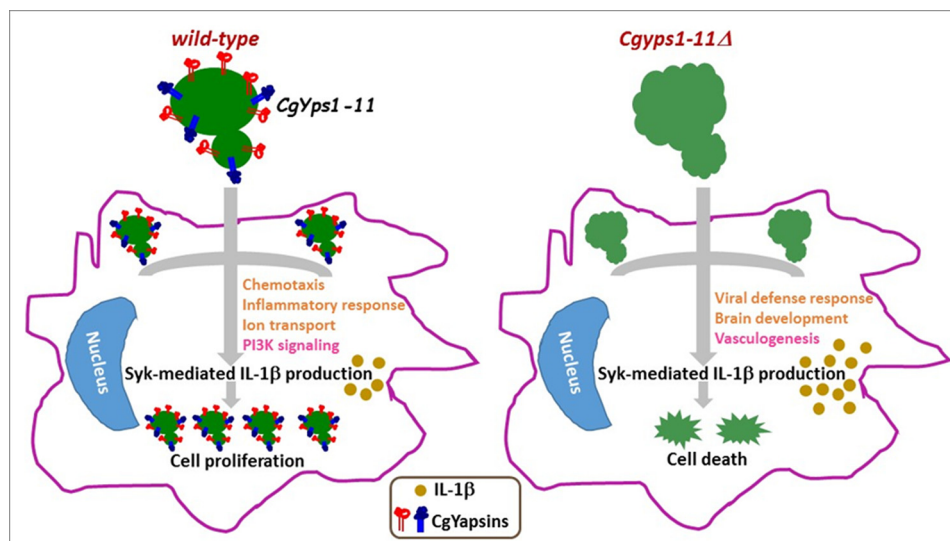 wild-type
CgYps1-11
Chemotaxis
Inflammatory response
Ion transport
PI3K signaling
Nucleus
Syk-mediated IL-1β production
Cell proliferation
Cgyps1-11Δ
Viral defense response
Brain development
Vasculogenesis
Nucleus
Syk-mediated IL-1β production
Cell death
IL-1β
CgYapsins